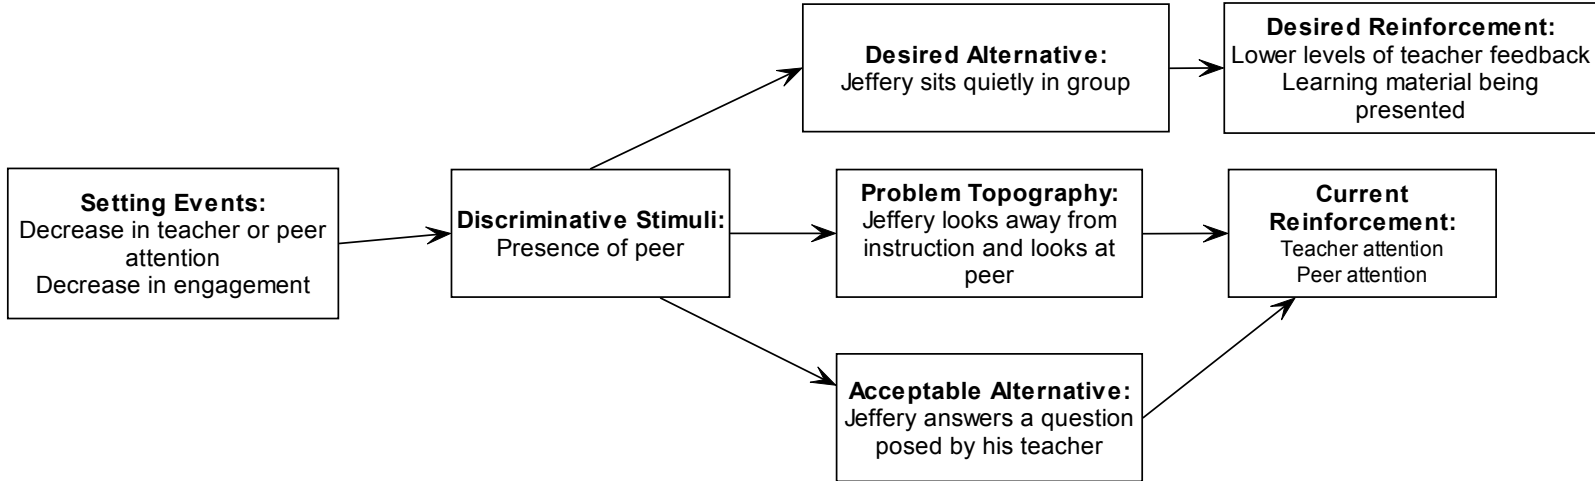 Setting Events:
Decrease in teacher or peer
attention
Decrease in engagement
Discriminative Stimuli:
Presence of peer
Desired Alternative:
Jeffery sits quietly in group
Desired Reinforcement:
Lower levels of teacher feedback
Learning material being
presented
Problem Topography:
Jeffery looks away from
instruction and looks at
peer
Current
Reinforcement:
Teacher attention
Peer attention
Acceptable Alternative:
Jeffery answers a question
posed by his teacher